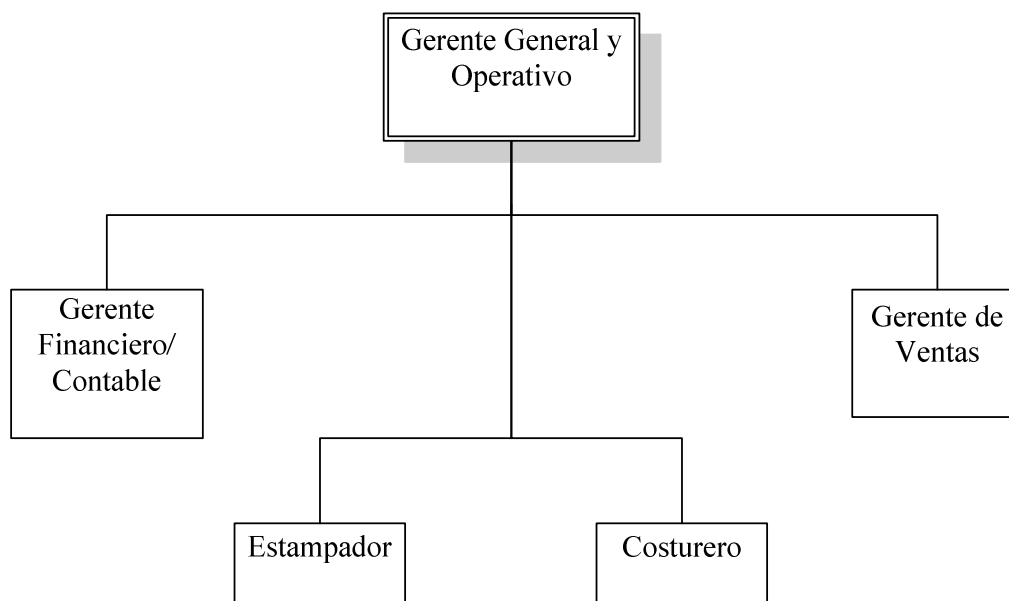 Gerente General y
Operativo
Gerente
Financiero/
Contable
Gerente de
Ventas
Estampador
Costurero